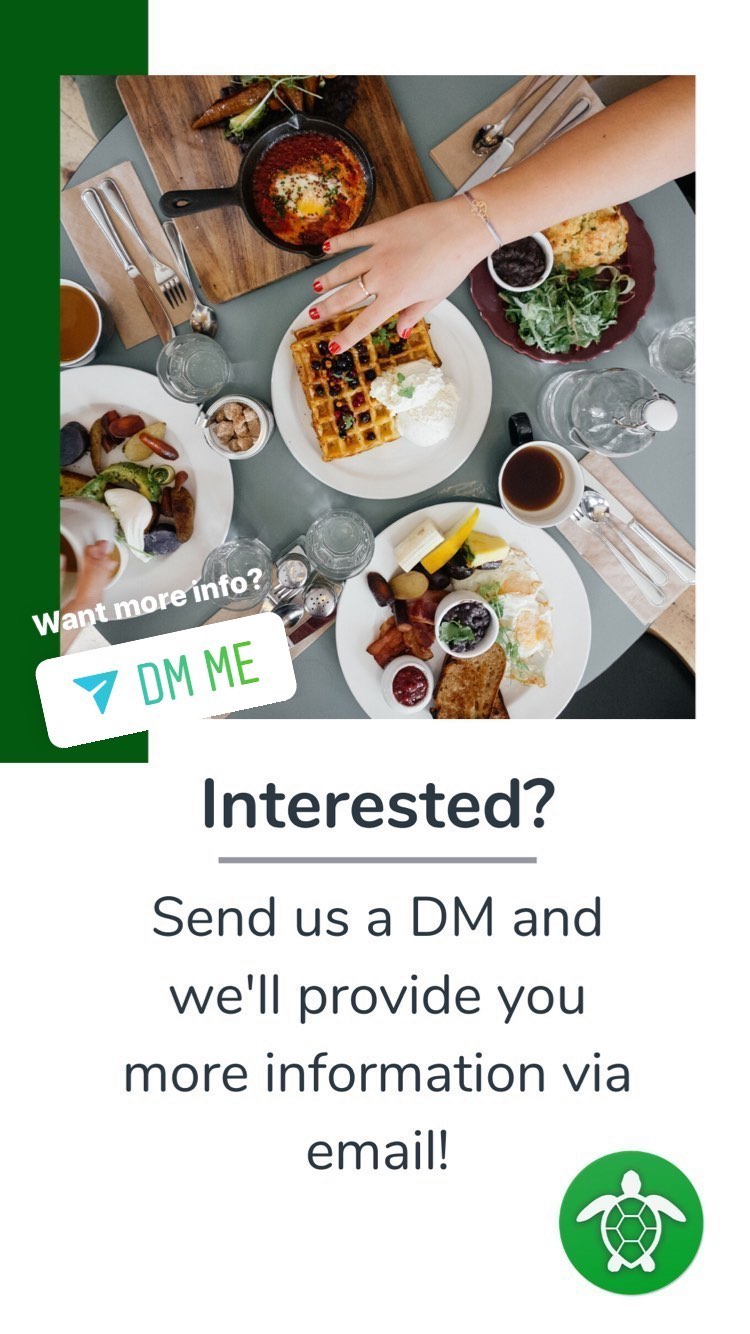 Want more info?
DM ME
Interested?
Send us a DM and
we'll provide you
more information via
email!